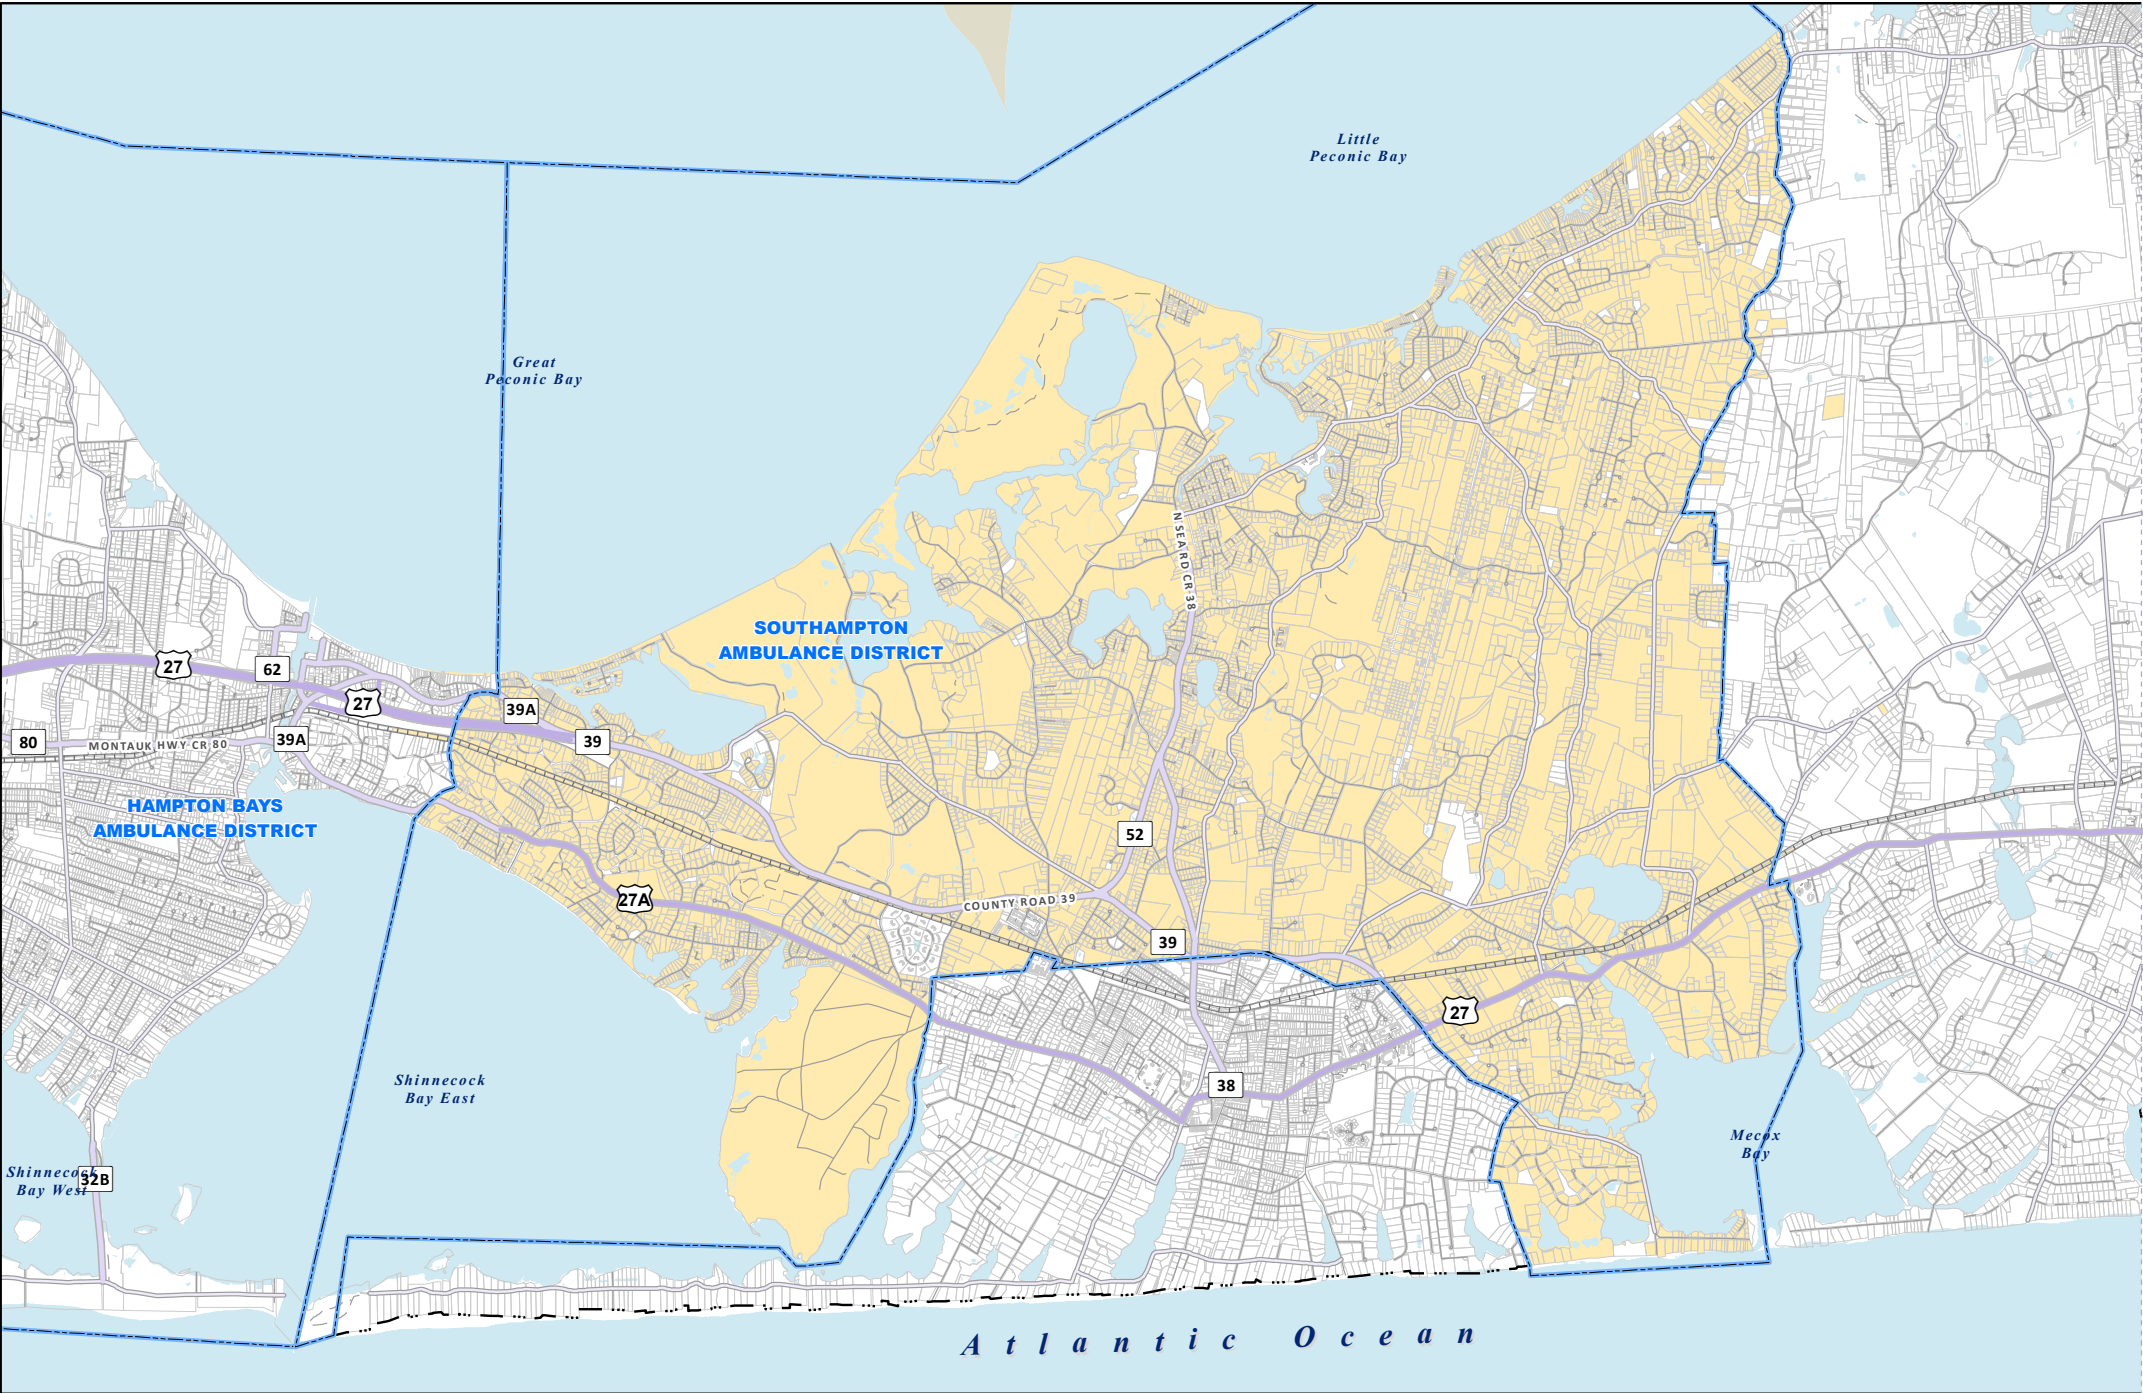 Little
Peconic Bay
Great
Peconic Bay
N SEA RD CR 38
SOUTHAMPTON
AMBULANCE DISTRICT
27
62
27
39A
80
MONTAUK HWY CR 80
39A
39
HAMPTON BAYS
AMBULANCE DISTRICT
52
27A
COUNTY ROAD 39
39
27
Shinnecock
Bay East
38
Mecox
Bay
Shinnecock
Bay West
32B
Atlantic Ocean